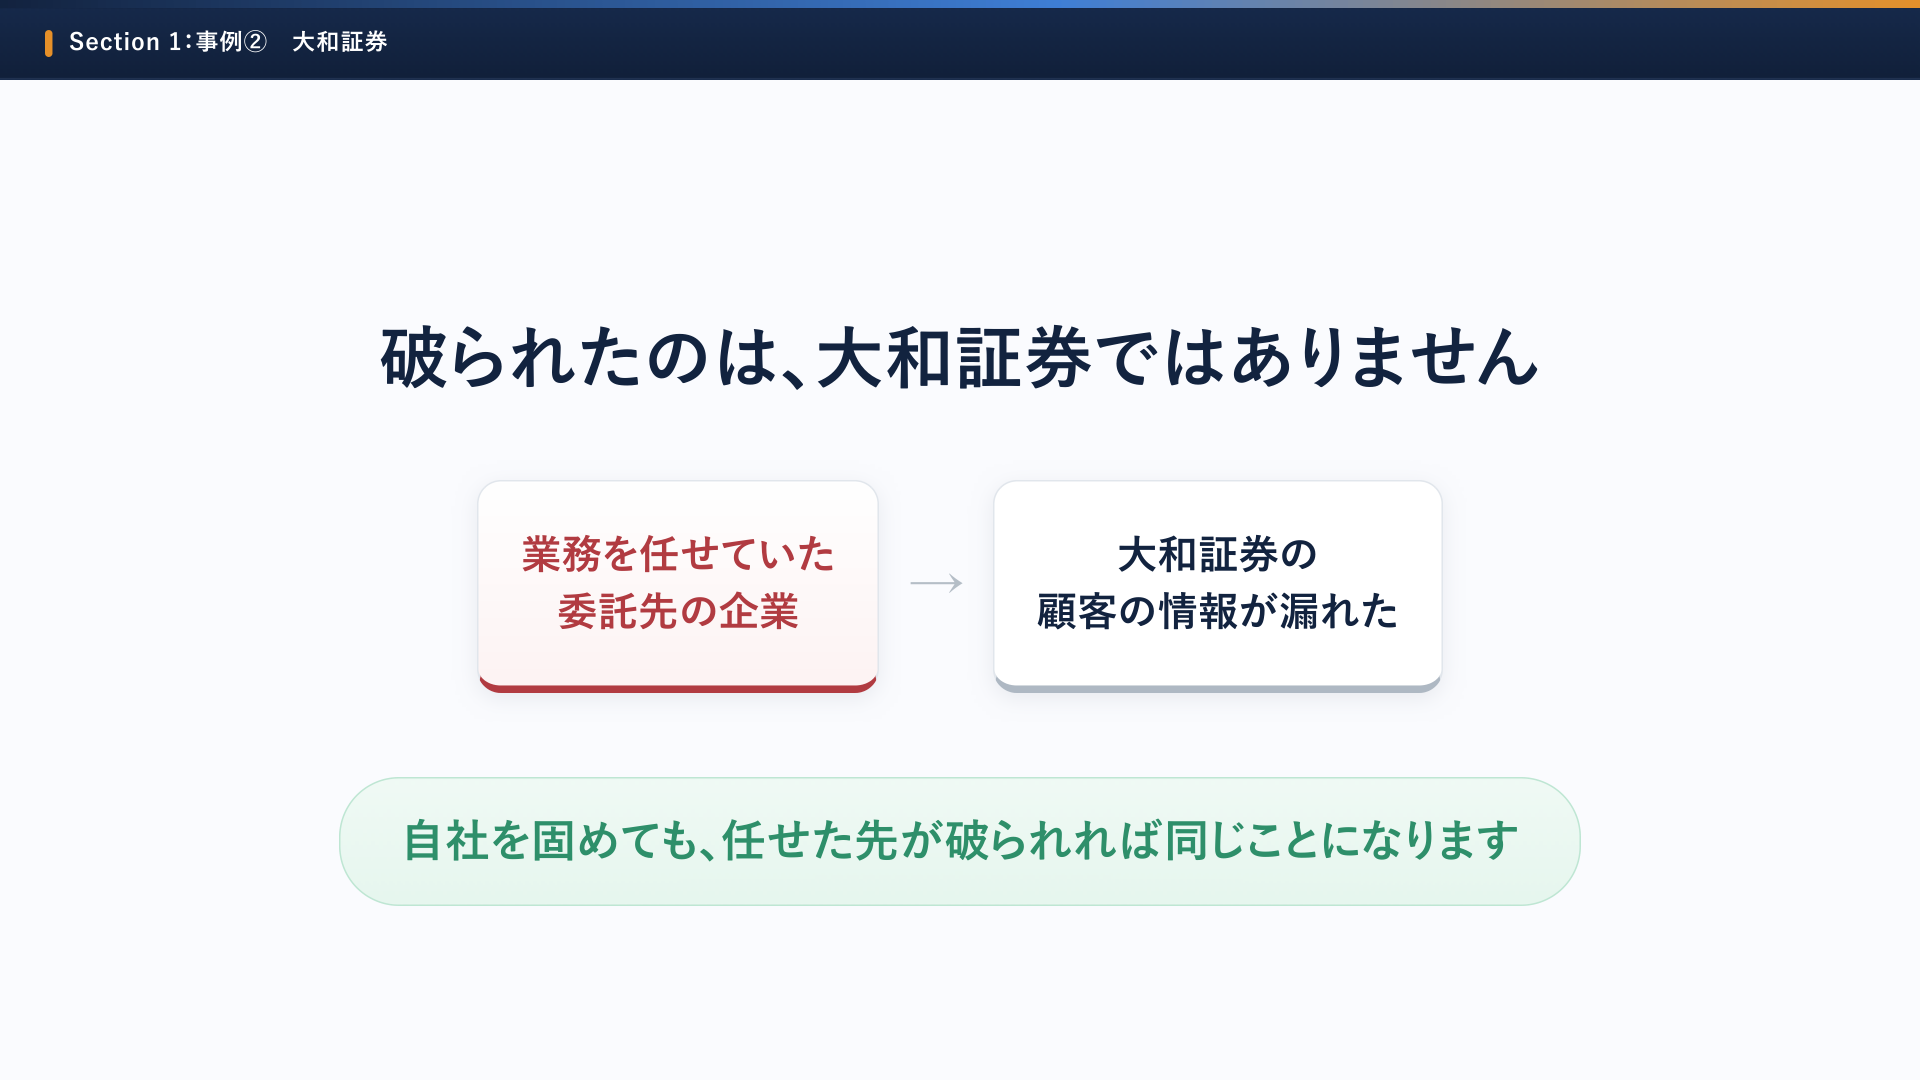 Section 1：事例②　大和証券
破られたのは、大和証券ではありません
業務を任せていた
委託先の企業
→
大和証券の
顧客の情報が漏れた
自社を固めても、任せた先が破られれば同じことになります